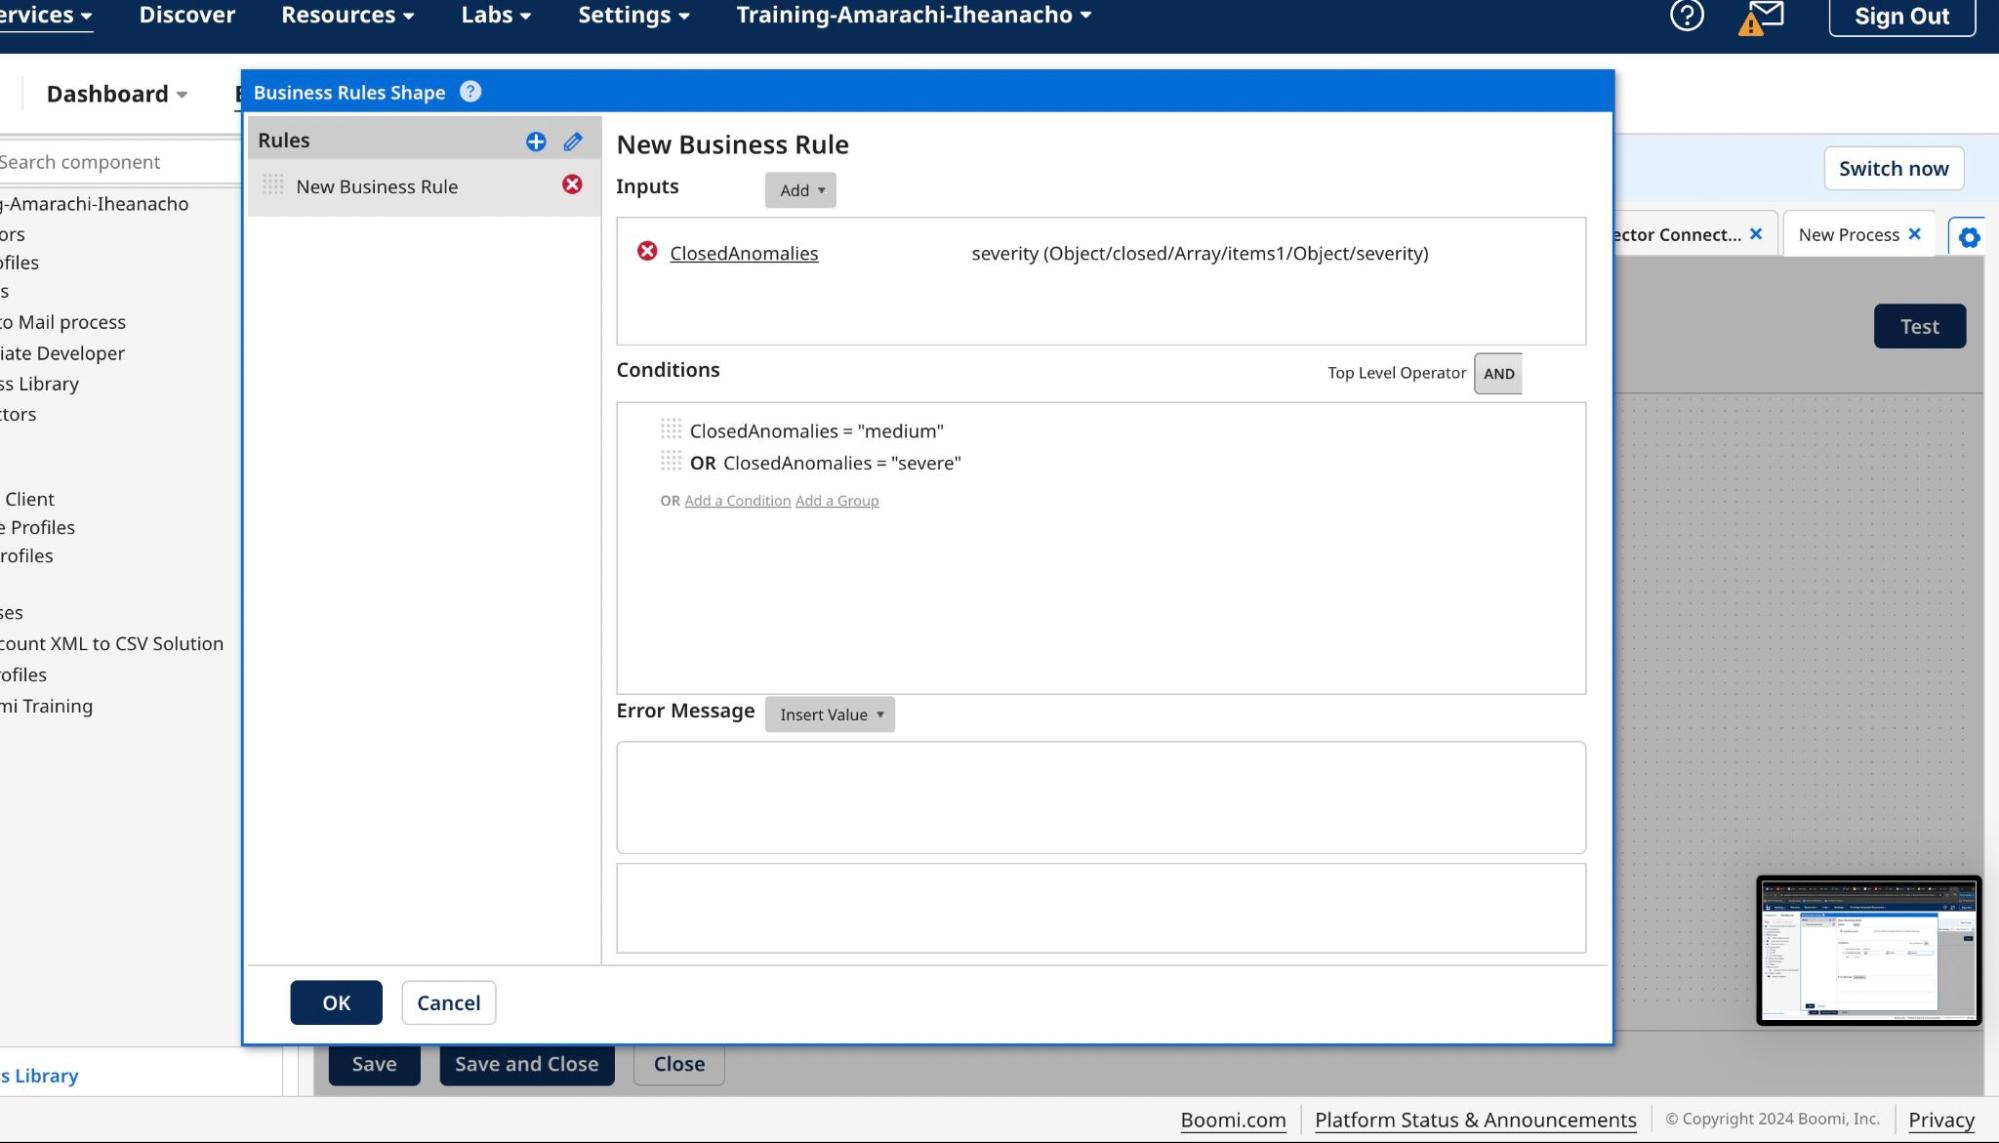 ervices
Discover
Resources
Labs
Settings
Training-Amarachi-Iheanacho
Sign Out
Dashboard
Business Rules Shape
Search component
g-Amarachi-Iheanacho
ors
ofiles
s
to Mail process
iate Developer
ss Library
ctors
Client
e Profiles
rofiles
ses
count XML to CSV Solution
rofiles
mi Training
s Library
Rules
New Business Rule
New Business Rule
Inputs
Add
ClosedAnomalies severity (Object/closed/Array/items1/Object/severity)
Conditions
Top Level Operator AND
ClosedAnomalies = "medium"
OR ClosedAnomalies = "severe"
OR Add a Condition Add a Group
Error Message
Insert Value
OK
Cancel
Switch now
ector Connect...
New Process
Test
Save
Save and Close
Close
Boomi.com
Platform Status & Announcements
© Copyright 2024 Boomi, Inc.
Privacy